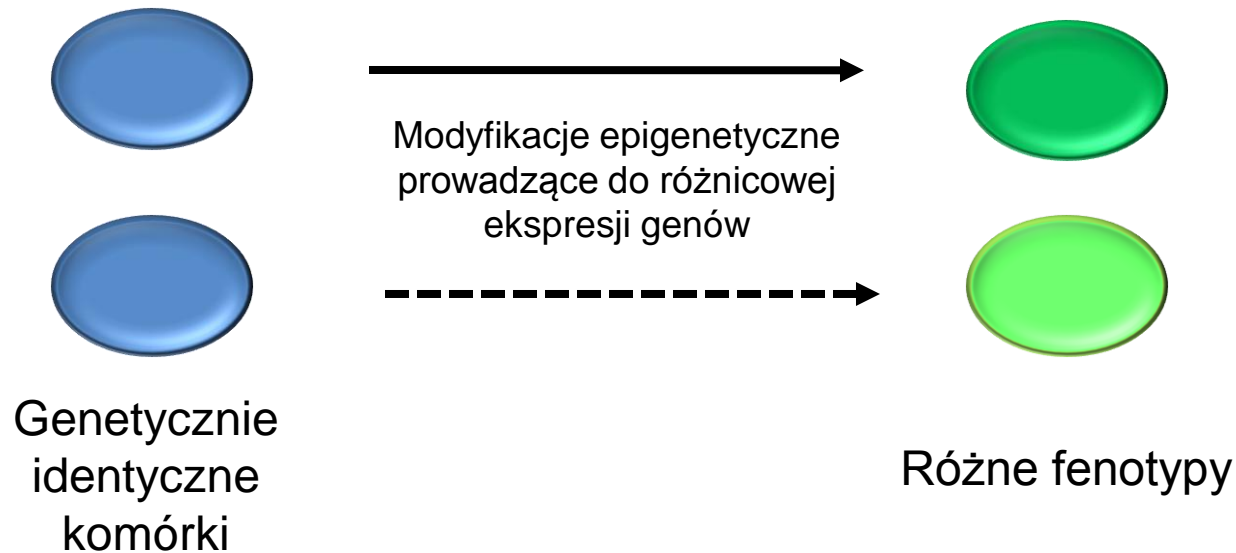 Modyfikacje epigenetyczne
prowadzące do różnicowej
ekspresji genów
Genetycznie
identyczne
komórki
Różne fenotypy